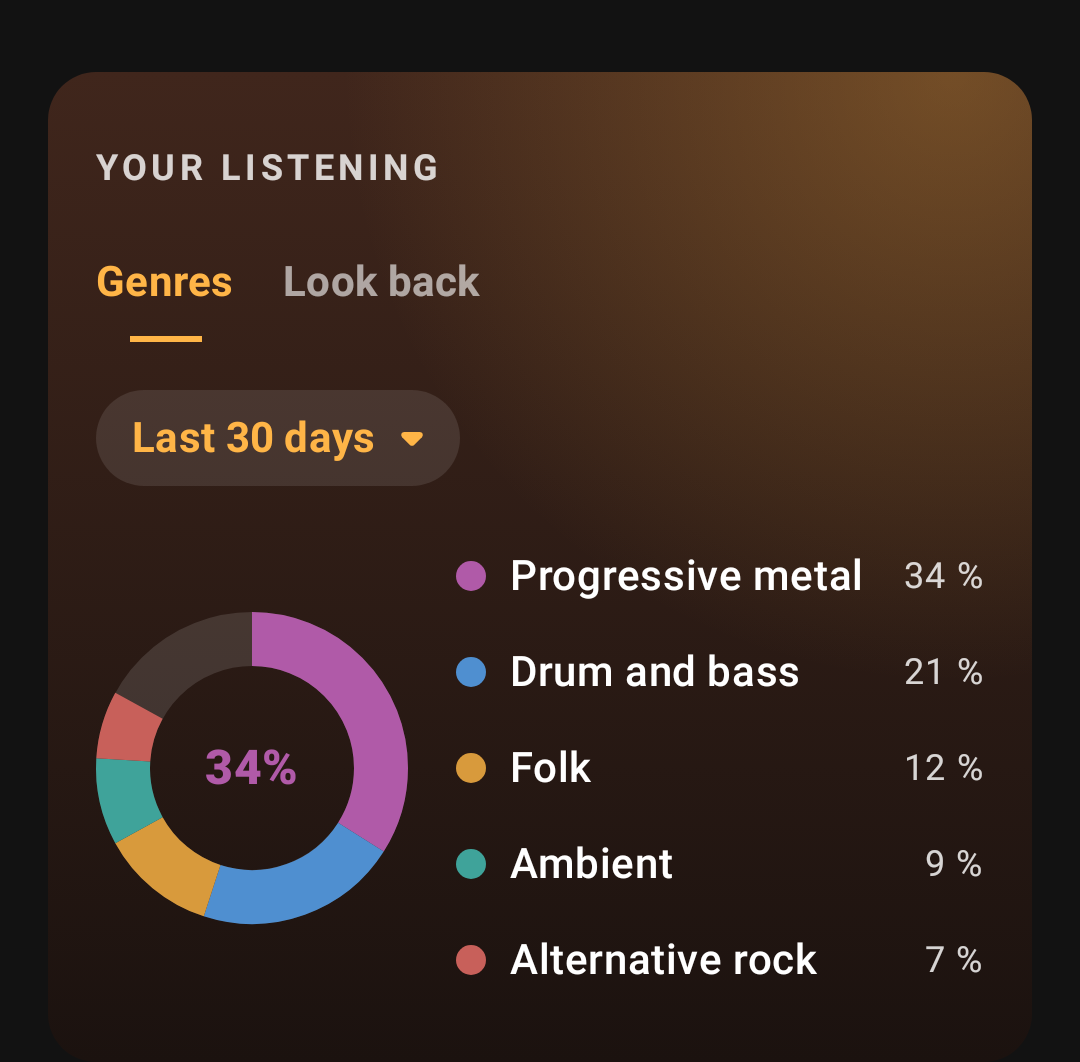 YOUR LISTENING
Genres Look back
Last 30 days
Progressive metal 34 %
Drum and bass 21 %
34%
Folk 12 %
Ambient 9 %
Alternative rock 7 %